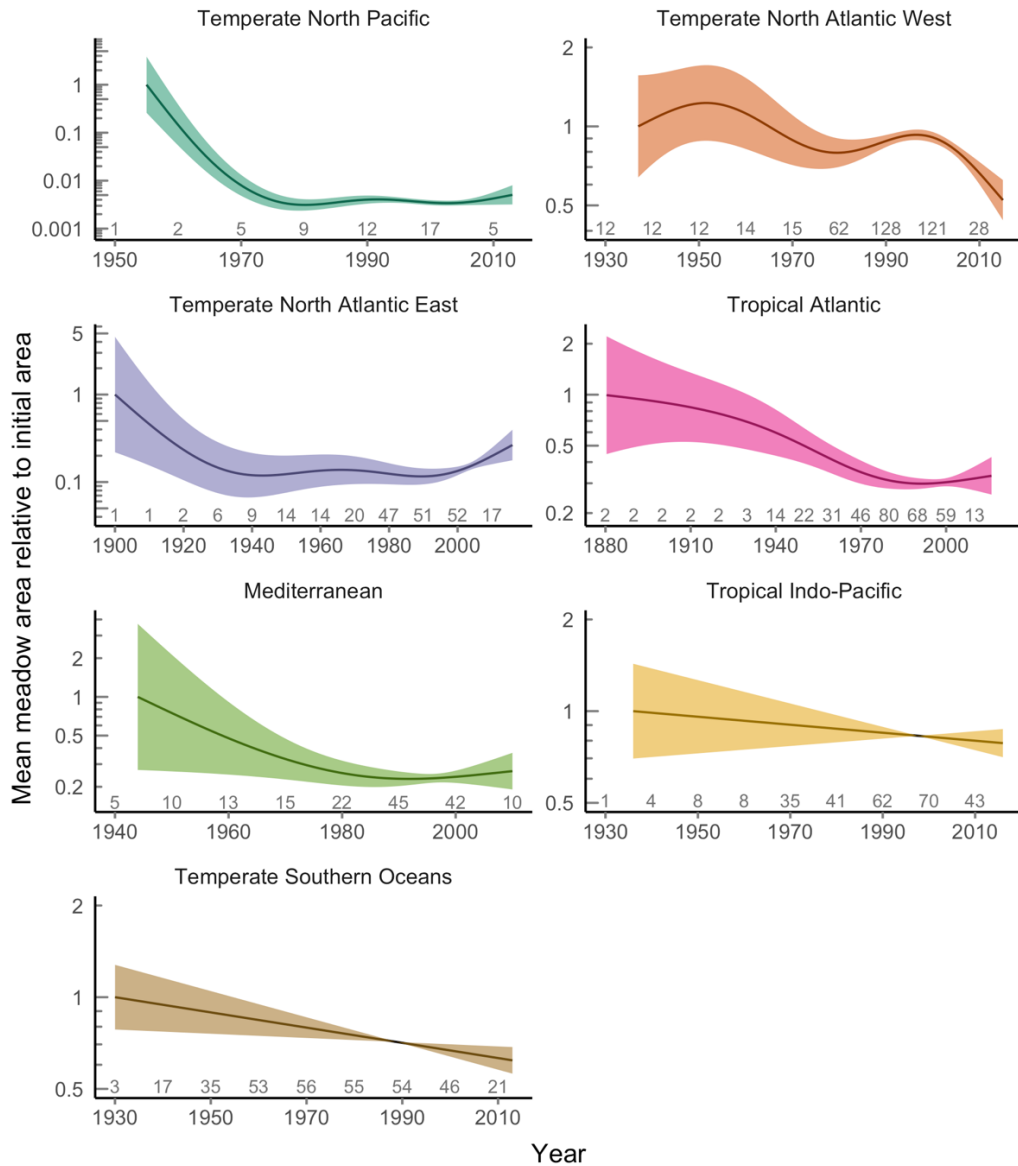 Temperate North Pacific
1
0.1
0.01
0.001
1 2 5 9 12 17 5
1950 1970 1990 2010
Temperate North Atlantic West
2
1
0.5
12 12 12 14 15 62 128 121 28
1930 1950 1970 1990 2010
Temperate North Atlantic East
5
1
0.1
1 1 2 6 9 14 14 20 47 51 52 17
1900 1920 1940 1960 1980 2000
Tropical Atlantic
2
1
0.5
0.2
2 2 2 2 2 3 14 22 31 46 80 68 59 13
1880 1910 1940 1970 2000
Mediterranean
2
1
0.5
0.2
5 10 13 15 22 45 42 10
1940 1960 1980 2000
Tropical Indo-Pacific
2
1
0.5
1 4 8 8 35 41 62 70 43
1930 1950 1970 1990 2010
Temperate Southern Oceans
2
1
0.5
3 17 35 53 56 55 54 46 21
1930 1950 1970 1990 2010
Mean meadow area relative to initial area
Year